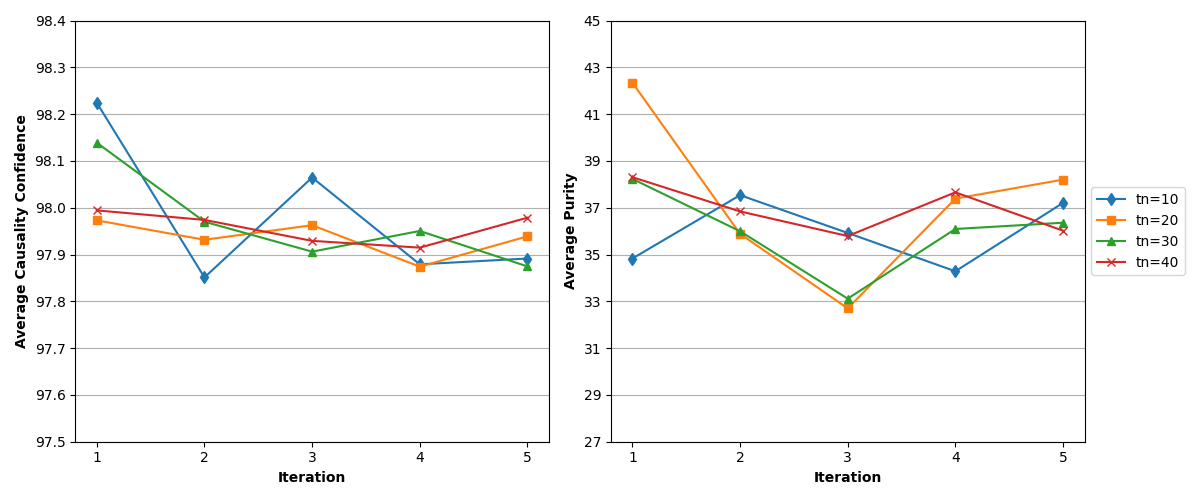 98.4
98.3
98.2
98.1
98.0
97.9
97.8
97.7
97.6
97.5
Average Causality Confidence
1 2 3 4 5
Iteration
45
43
41
39
37
35
33
31
29
27
Average Purity
1 2 3 4 5
Iteration
tn=10
tn=20
tn=30
tn=40